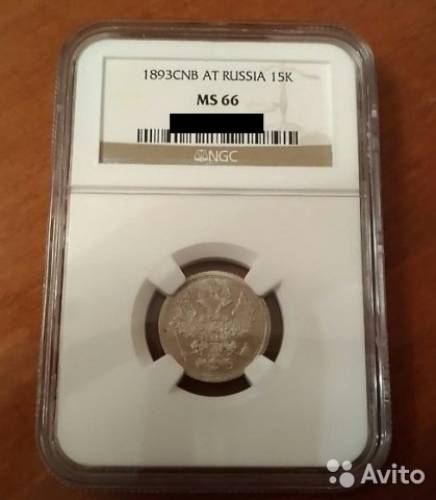 1893CNB AT RUSSIA 15K
MS 66
NGC
Avito